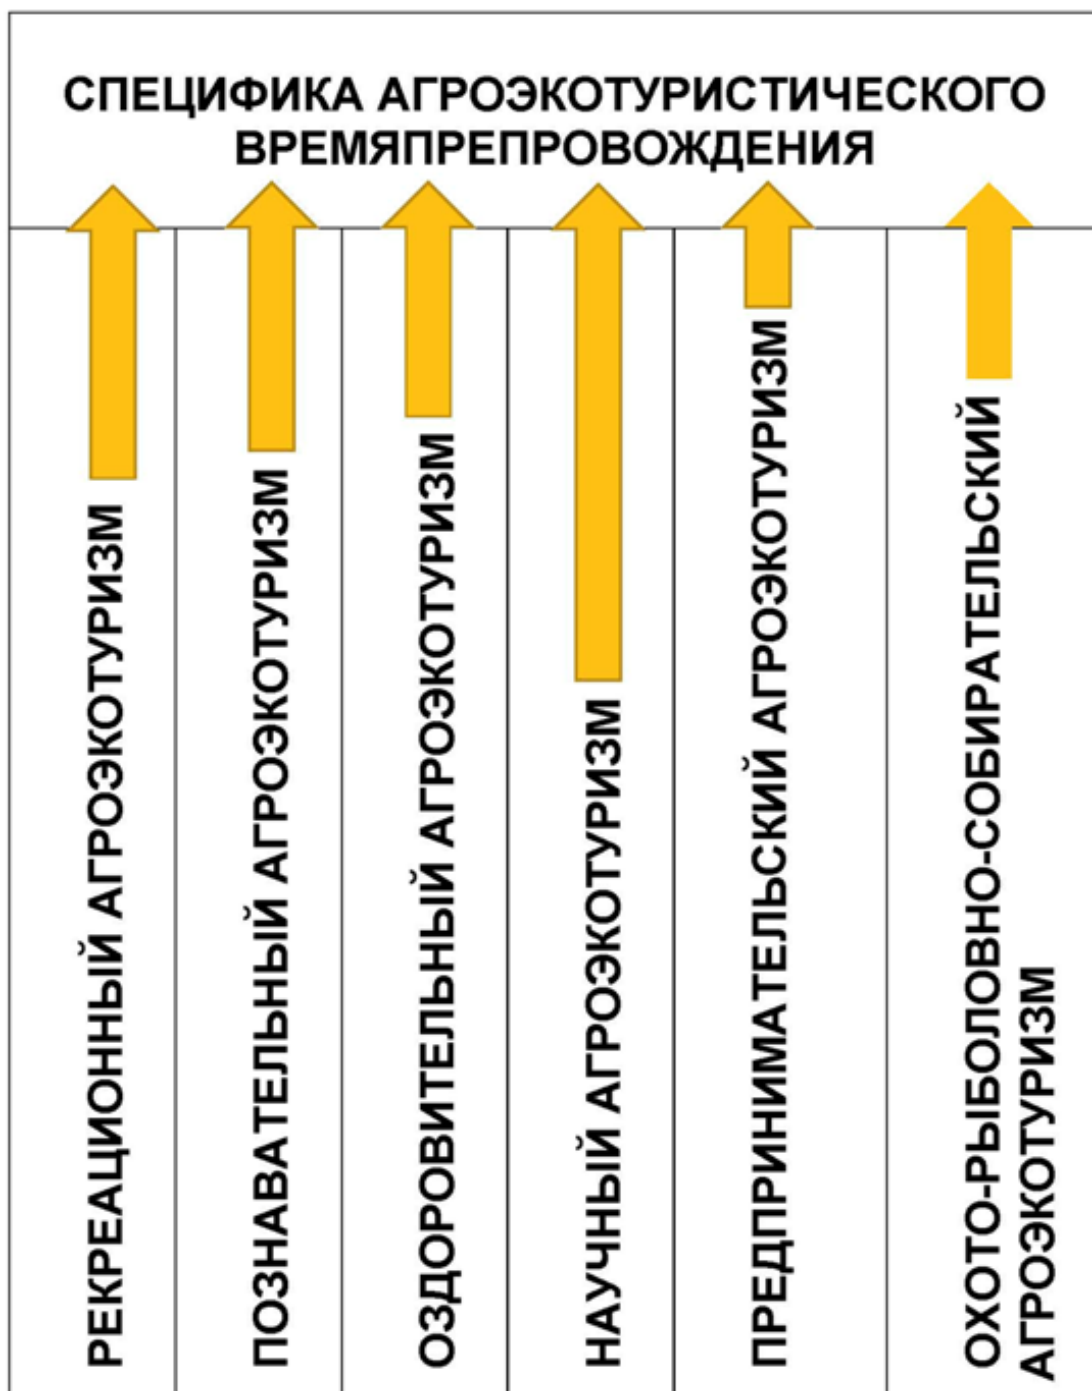 СПЕЦИФИКА АГРОЭКОТУРИСТИЧЕСКОГО
ВРЕМЯПРЕПРОВОЖДЕНИЯ
РЕКРЕАЦИОННЫЙ АГРОЭКОТУРИЗМ
ПОЗНАВАТЕЛЬНЫЙ АГРОЭКОТУРИЗМ
ОЗДОРОВИТЕЛЬНЫЙ АГРОЭКОТУРИЗМ
НАУЧНЫЙ АГРОЭКОТУРИЗМ
ПРЕДПРИНИМАТЕЛЬСКИЙ АГРОЭКОТУРИЗМ
ОХОТО-РЫБОЛОВНО-СОБИРАТЕЛЬСКИЙ
АГРОЭКОТУРИЗМ